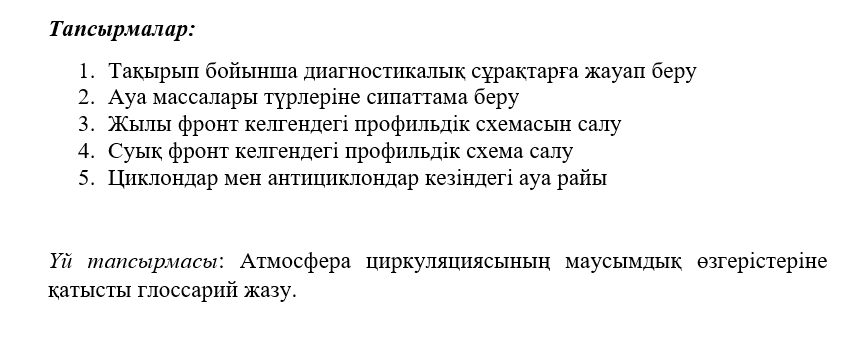 Тапсырмалар:
1. Тақырып бойынша диагностикалық сұрақтарға жауап беру
2. Ауа массалары түрлеріне сипаттама беру
3. Жылы фронт келгендегі профильдік схемасын салу
4. Суық фронт келгендегі профильдік схема салу
5. Циклондар мен антициклондар кезіндегі ауа райы
Үй тапсырмасы: Атмосфера циркуляциясының маусымдық өзгерістеріне
қатысты глоссарий жазу.